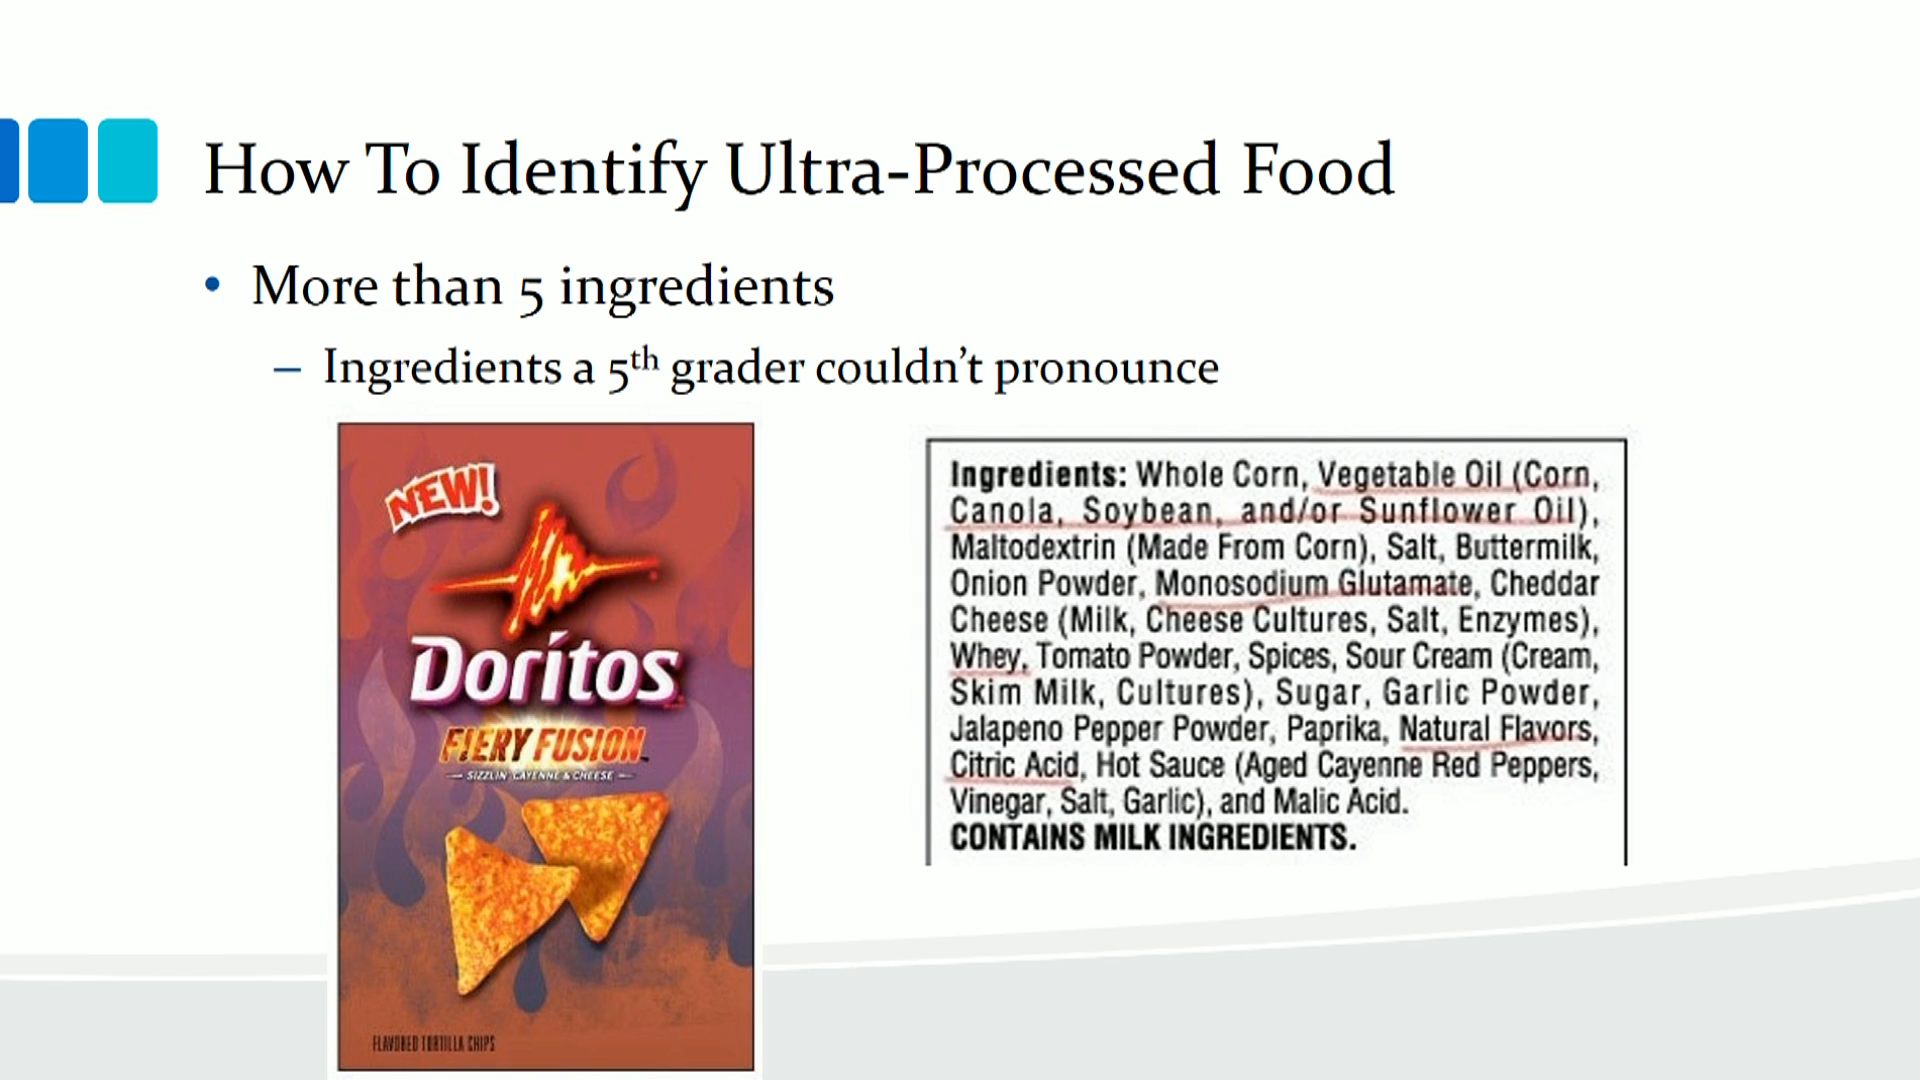 How To Identify Ultra-Processed Food
• More than 5 ingredients
– Ingredients a 5th grader couldn’t pronounce
NEW!
Doritos
FIERY FUSION
SIZZLIN' CAYENNE & CHEESE
FLAVORED TORTILLA CHIPS
Ingredients: Whole Corn, Vegetable Oil (Corn,
Canola, Soybean, and/or Sunflower Oil),
Maltodextrin (Made From Corn), Salt, Buttermilk,
Onion Powder, Monosodium Glutamate, Cheddar
Cheese (Milk, Cheese Cultures, Salt, Enzymes),
Whey, Tomato Powder, Spices, Sour Cream (Cream,
Skim Milk, Cultures), Sugar, Garlic Powder,
Jalapeno Pepper Powder, Paprika, Natural Flavors,
Citric Acid, Hot Sauce (Aged Cayenne Red Peppers,
Vinegar, Salt, Garlic), and Malic Acid.
CONTAINS MILK INGREDIENTS.